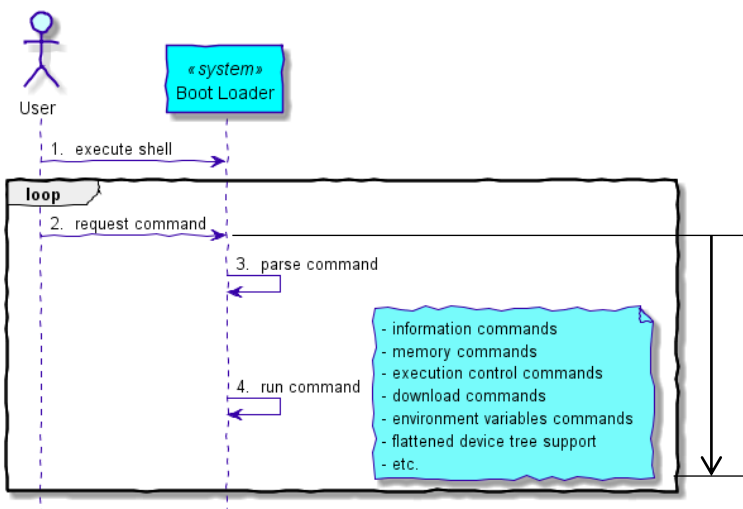 «system»
Boot Loader
User
1. execute shell
loop
2. request command
3. parse command
- information commands
- memory commands
- execution control commands
- download commands
- environment variables commands
- flattened device tree support
- etc.
4. run command